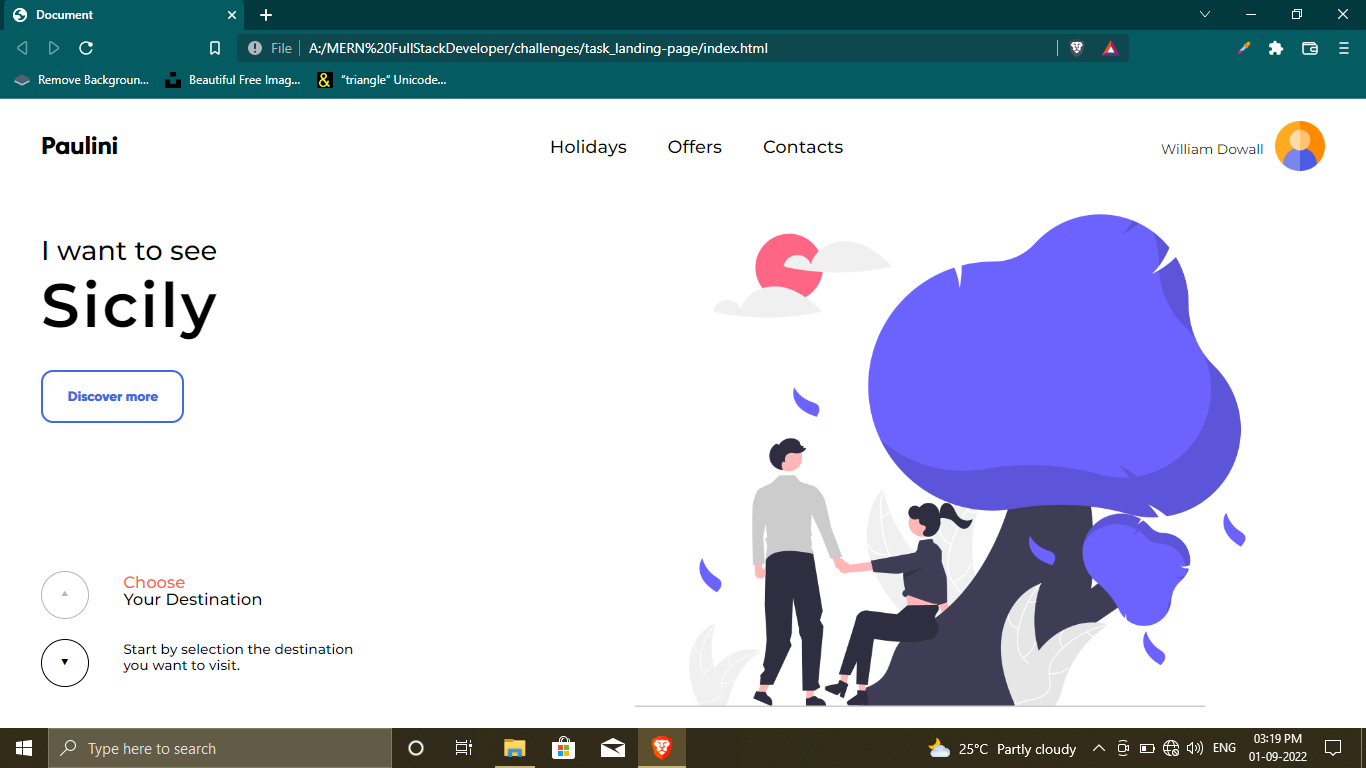 Document
File
A:/MERN%20FullStackDeveloper/challenges/task_landing-page/index.html
Remove Backgroun...
Beautiful Free Imag...
& "triangle" Unicode...
Paulini
Holidays
Offers
Contacts
William Dowall
I want to see
Sicily
Discover more
▲
Choose
Your Destination
▼
Start by selection the destination
you want to visit.
Type here to search
25°C Partly cloudy
ENG
03:19 PM
01-09-2022